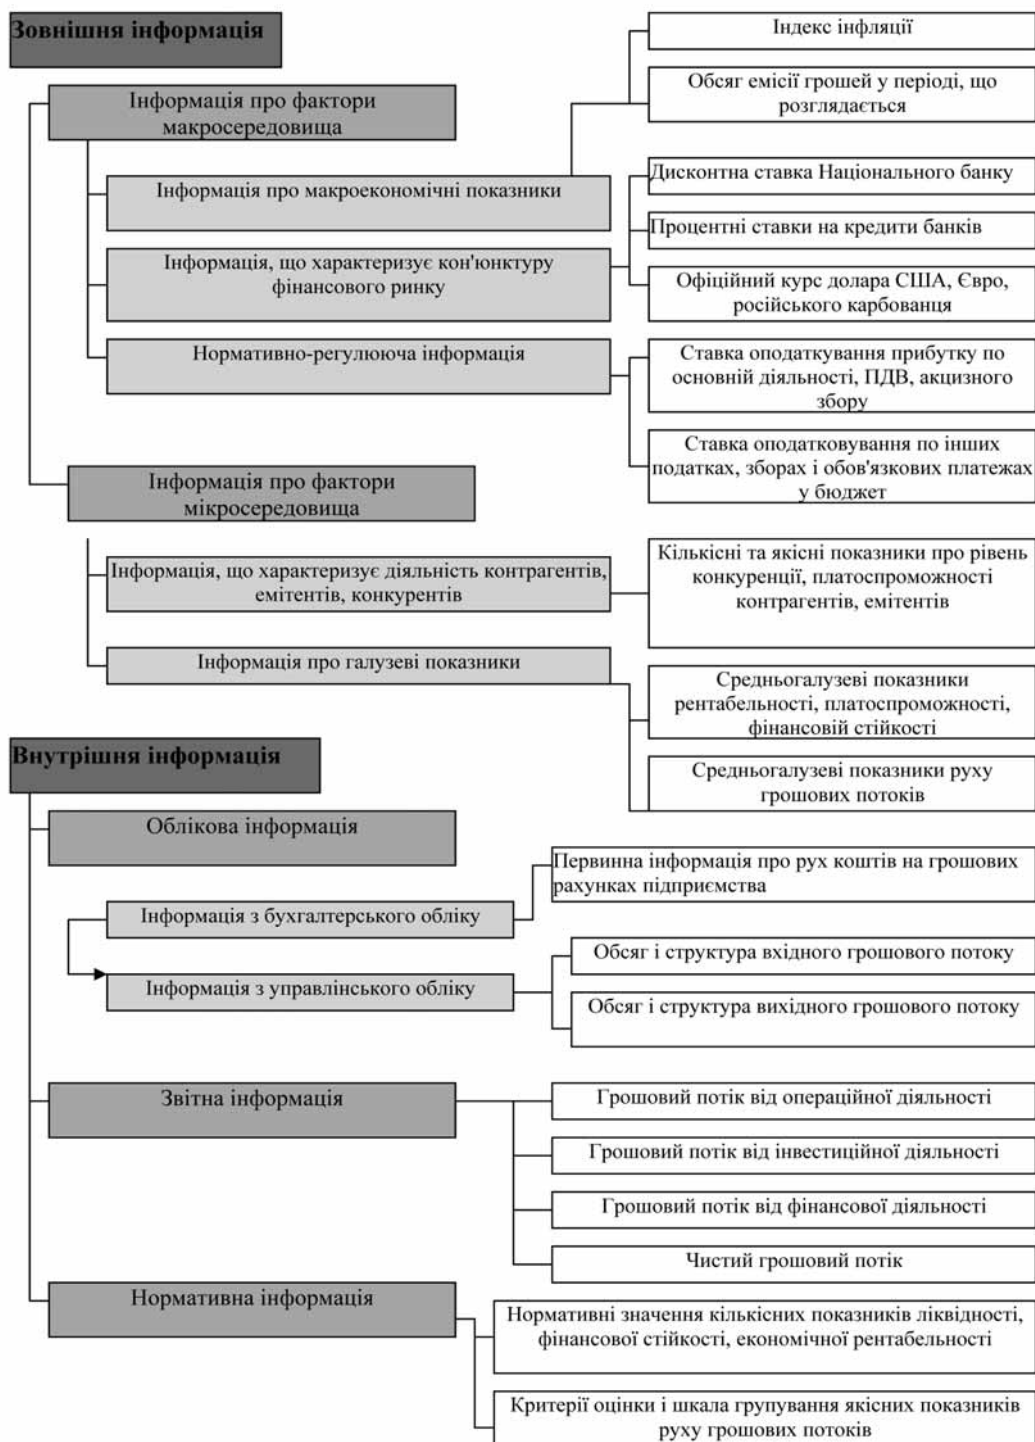 Зовнішня інформація
Індекс інфляції
Обсяг емісії грошей у періоді, що
розглядається
Інформація про фактори
макросередовища
Інформація про макроекономічні показники
Дисконтна ставка Національного банку
Процентні ставки на кредити банків
Інформація, що характеризує кон'юнктуру
фінансового ринку
Офіційний курс долара США, Євро,
російського карбованця
Нормативно-регулююча інформація
Ставка оподаткування прибутку по
основній діяльності, ПДВ, акцизного
збору
Ставка оподатковування по інших
податках, зборах і обов'язкових платежах
у бюджет
Інформація про фактори
мікросередовища
Інформація, що характеризує діяльність контрагентів,
емітентів, конкурентів
Кількісні та якісні показники про рівень
конкуренції, платоспроможності
контрагентів, емітентів
Інформація про галузеві показники
Средньогалузеві показники
рентабельності, платоспроможності,
фінансовій стійкості
Средньогалузеві показники руху
грошових потоків
Внутрішня інформація
Облікова інформація
Первинна інформація про рух коштів на грошових
рахунках підприємства
Інформація з бухгалтерського обліку
Інформація з управлінського обліку
Обсяг і структура вхідного грошового потоку
Обсяг і структура вихідного грошового потоку
Звітна інформація
Грошовий потік від операційної діяльності
Грошовий потік від інвестиційної діяльності
Грошовий потік від фінансової діяльності
Чистий грошовий потік
Нормативна інформація
Нормативні значення кількісних показників ліквідності,
фінансової стійкості, економічної рентабельності
Критерії оцінки і шкала групування якісних показників
руху грошових потоків